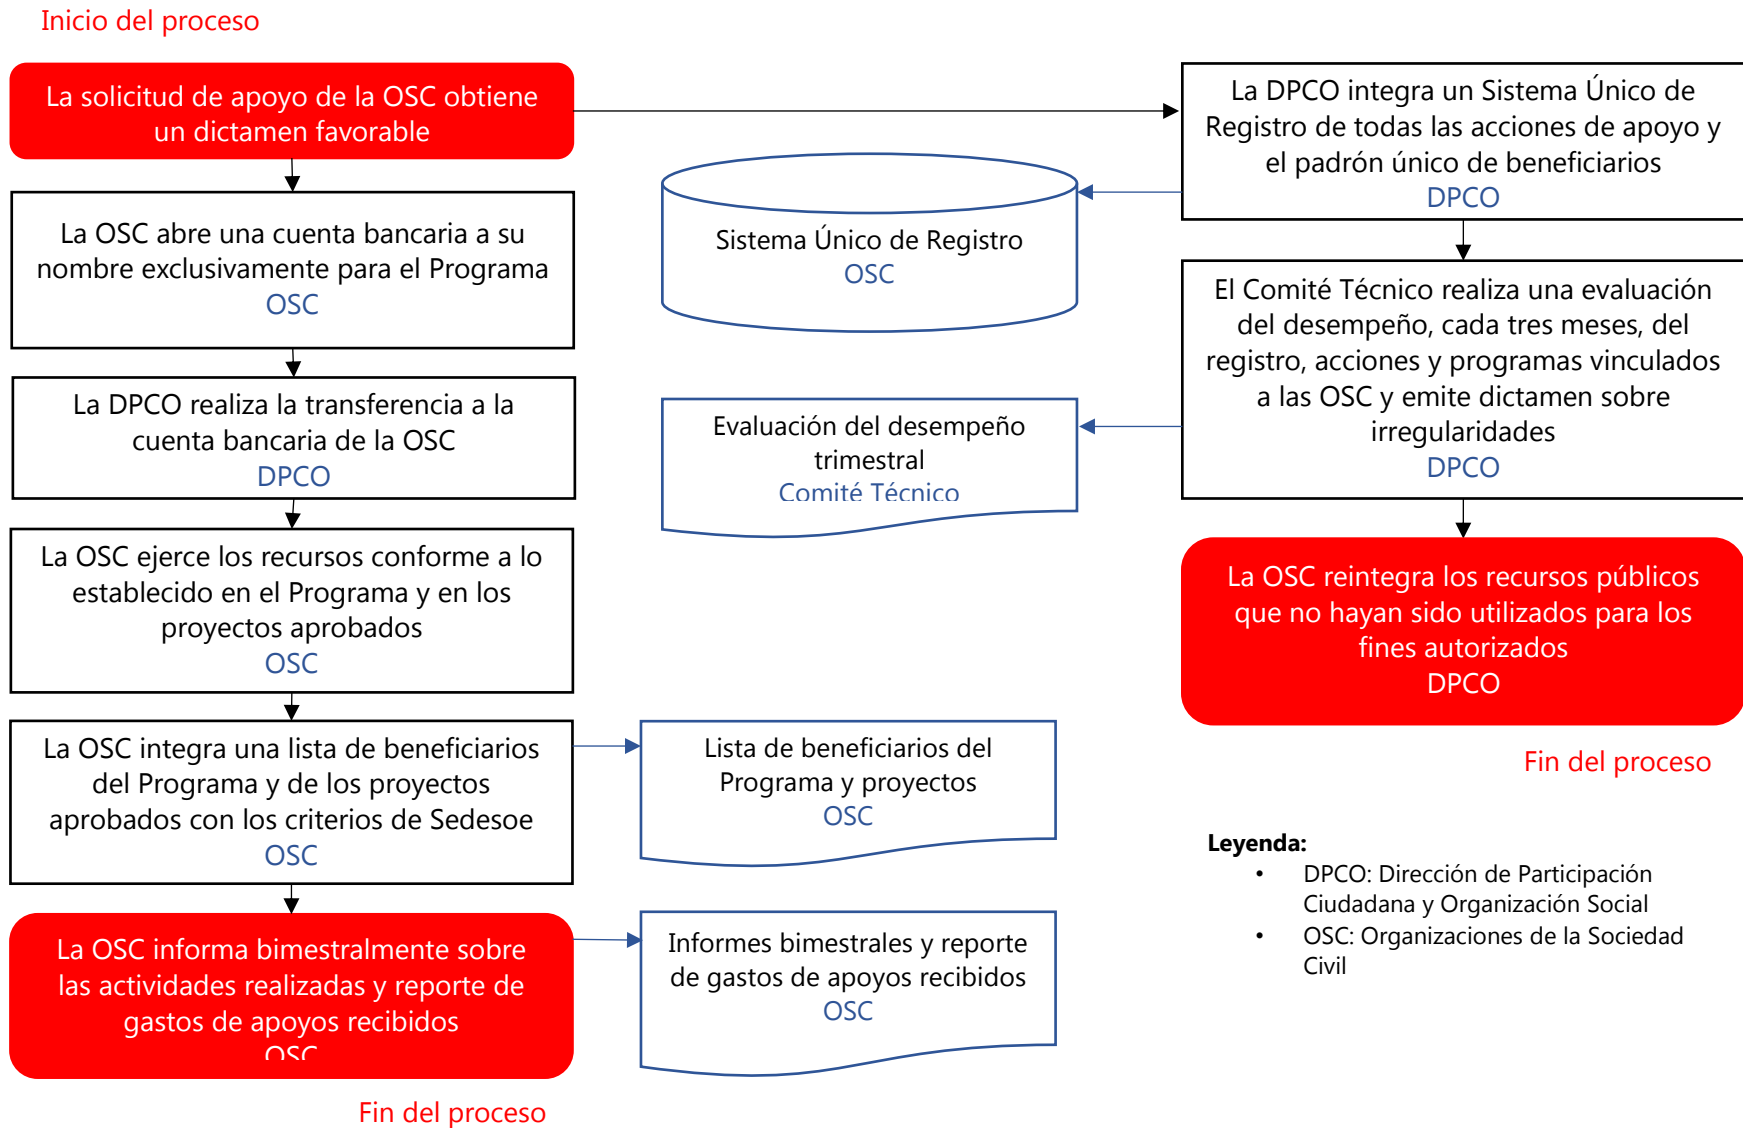 Inicio del proceso
La solicitud de apoyo de la OSC obtiene
un dictamen favorable
La OSC abre una cuenta bancaria a su
nombre exclusivamente para el Programa
OSC
La DPCO realiza la transferencia a la
cuenta bancaria de la OSC
DPCO
La OSC ejerce los recursos conforme a lo
establecido en el Programa y en los
proyectos aprobados
OSC
La OSC integra una lista de beneficiarios
del Programa y de los proyectos
aprobados con los criterios de Sedesoe
OSC
La OSC informa bimestralmente sobre
las actividades realizadas y reporte de
gastos de apoyos recibidos
OSC
Fin del proceso
Sistema Único de Registro
OSC
Evaluación del desempeño
trimestral
Comité Técnico
Lista de beneficiarios del
Programa y proyectos
OSC
Informes bimestrales y reporte
de gastos de apoyos recibidos
OSC
La DPCO integra un Sistema Único de
Registro de todas las acciones de apoyo y
el padrón único de beneficiarios
DPCO
El Comité Técnico realiza una evaluación
del desempeño, cada tres meses, del
registro, acciones y programas vinculados
a las OSC y emite dictamen sobre
irregularidades
DPCO
La OSC reintegra los recursos públicos
que no hayan sido utilizados para los
fines autorizados
DPCO
Fin del proceso
Leyenda:
• DPCO: Dirección de Participación
Ciudadana y Organización Social
• OSC: Organizaciones de la Sociedad
Civil